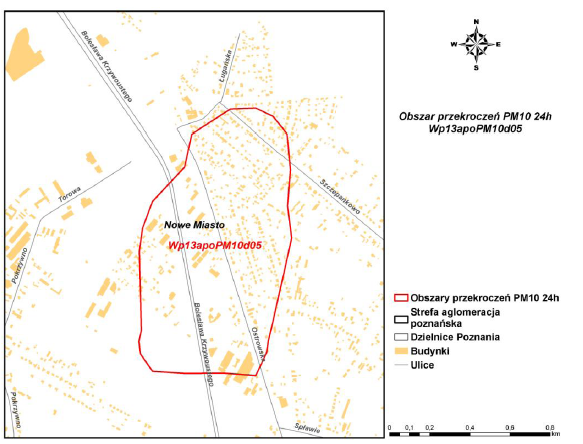 Bolesława Krzywoustego
Ługańska
Szczepankowo
Torowa
Pokrzywno
Nowe Miasto
Wp13apoPM10d05
Bolesława Krzywoustego
Ostrowska
Pokrzywno
Spławie
N
W
E
S
Obszar przekroczeń PM10 24h
Wp13apoPM10d05
Obszary przekroczeń PM10 24h
Strefa aglomeracja
poznańska
Dzielnice Poznania
Budynki
Ulice
0 0,1 0,2 0,4 0,6 0,8
km